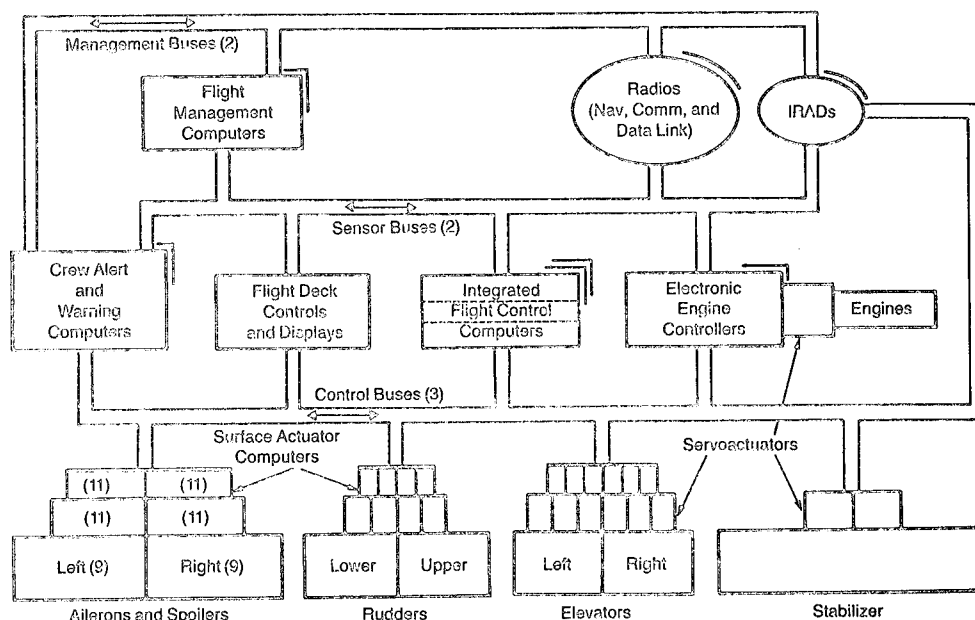 Management Buses (2)
Flight
Management
Computers
Radios
(Nav, Comm, and
Data Link)
IRADs
Sensor Buses (2)
Crew Alert
and
Warning
Computers
Flight Deck
Controls
and Displays
Integrated
Flight Control
Computers
Electronic
Engine
Controllers
Engines
Control Buses (3)
Surface Actuator
Computers
Servoactuators
(11)
(11)
(11)
(11)
Left (9)
Right (9)
Lower
Upper
Left
Right
Ailerons and Spoilers
Rudders
Elevators
Stabilizer